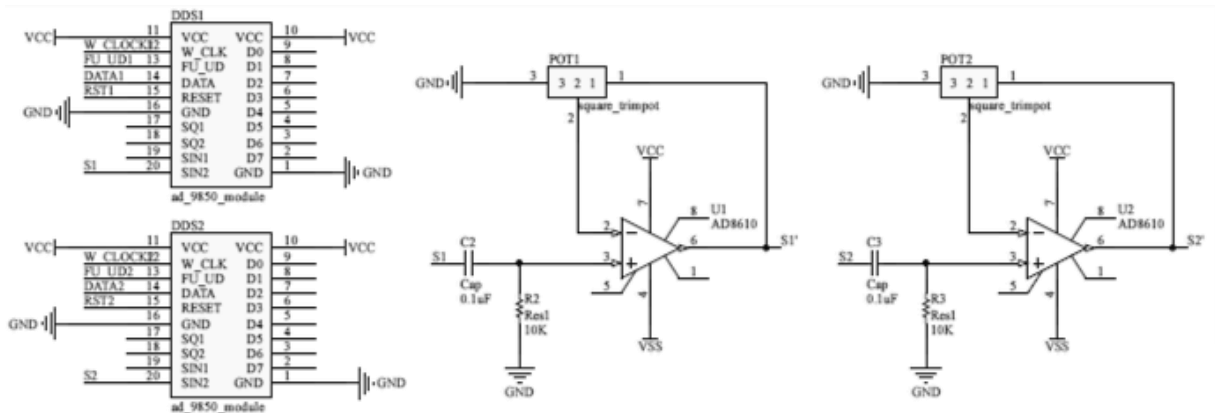 DDS1
VCC 11 VCC VCC 10 VCC
W_CLOCK1 12 W_CLK D0 9
FU_UD1 13 FU_UD D1 8
DATA1 14 DATA D2 7
RST1 15 RESET D3 6
GND 16 GND D4 5
17 SQ1 D5 4
18 SQ2 D6 3
19 SIN1 D7 2
S1 20 SIN2 GND 1 GND
ad_9850_module
DDS2
VCC 11 VCC VCC 10 VCC
W_CLOCK2 12 W_CLK D0 9
FU_UD2 13 FU_UD D1 8
DATA2 14 DATA D2 7
RST2 15 RESET D3 6
GND 16 GND D4 5
17 SQ1 D5 4
18 SQ2 D6 3
19 SIN1 D7 2
S2 20 SIN2 GND 1 GND
ad_9850_module
POT1
GND 3 3 2 1 1
square_trimpot
2
VCC
7
U1
8 AD8610
2
6 S1'
S1 C2 3
1
Cap 5
0.1uF
4
R2
Res1
10K
VSS
GND
POT2
GND 3 3 2 1 1
square_trimpot
2
VCC
7
U2
8 AD8610
2
6 S2'
S2 C3 3
1
Cap 5
0.1uF
4
R3
Res1
10K
VSS
GND